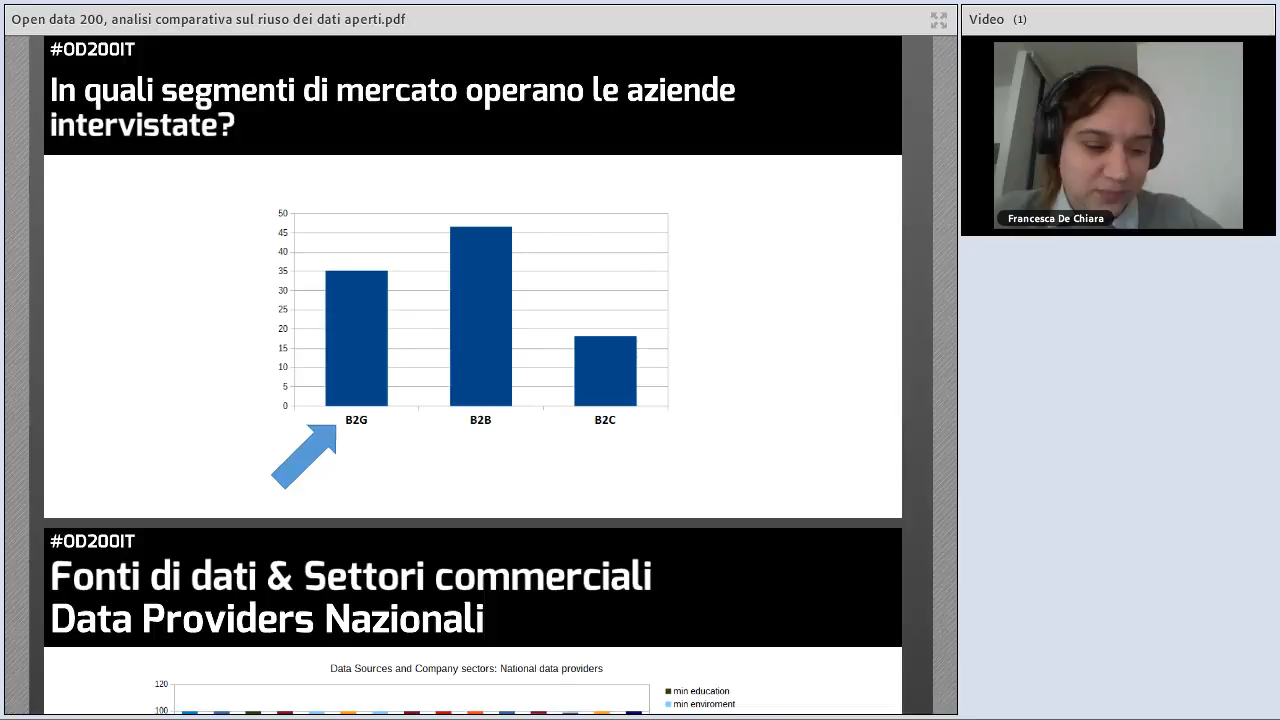 Open data 200, analisi comparativa sul riuso dei dati aperti.pdf
Video (1)
Francesca De Chiara
#OD200IT
In quali segmenti di mercato operano le aziende
intervistate?
50
45
40
35
30
25
20
15
10
5
0
B2G B2B B2C
#OD200IT
Fonti di dati & Settori commerciali
Data Providers Nazionali
Data Sources and Company sectors: National data providers
120
100
min education
min enviroment